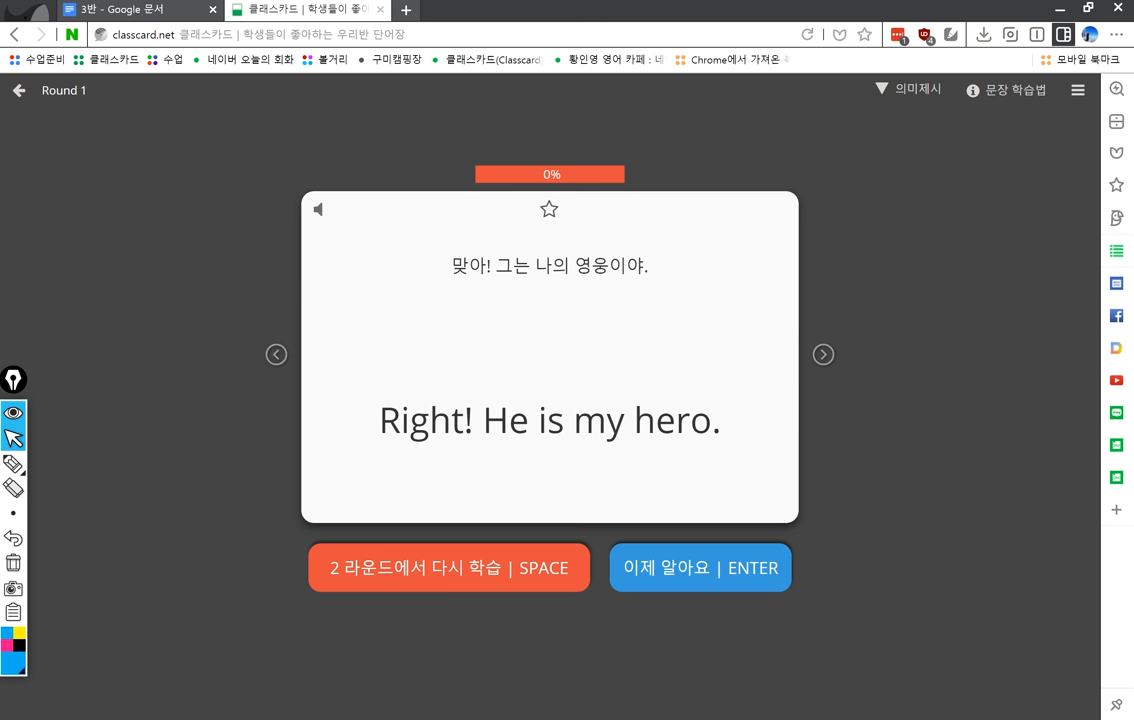 3반 - Google 문서
클래스카드 | 학생들이 좋아
classcard.net 클래스카드 | 학생들이 좋아하는 우리반 단어장
수업준비 클래스카드 수업 네이버 오늘의 회화 볼거리 구미캠핑장 클래스카드(Classcard) 황인영 영어 카페 : 네 Chrome에서 가져온 모바일 북마크
Round 1 의미제시 문장 학습법
0%
맞아! 그는 나의 영웅이야.
Right! He is my hero.
2 라운드에서 다시 학습 | SPACE 이제 알아요 | ENTER